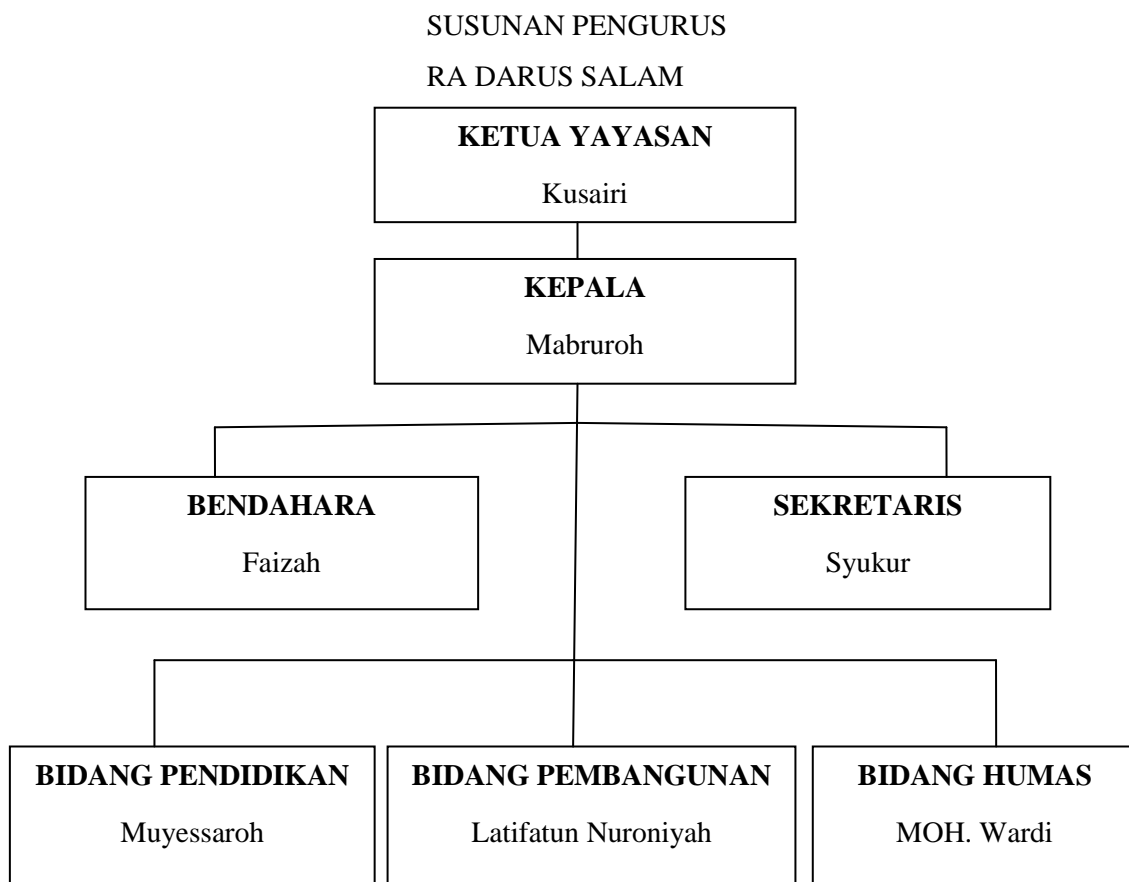 SUSUNAN PENGURUS
RA DARUS SALAM
KETUA YAYASAN
Kusairi
KEPALA
Mabruroh
BENDAHARA
Faizah
SEKRETARIS
Syukur
BIDANG PENDIDIKAN
Muyessaroh
BIDANG PEMBANGUNAN
Latifatun Nuroniyah
BIDANG HUMAS
MOH. Wardi